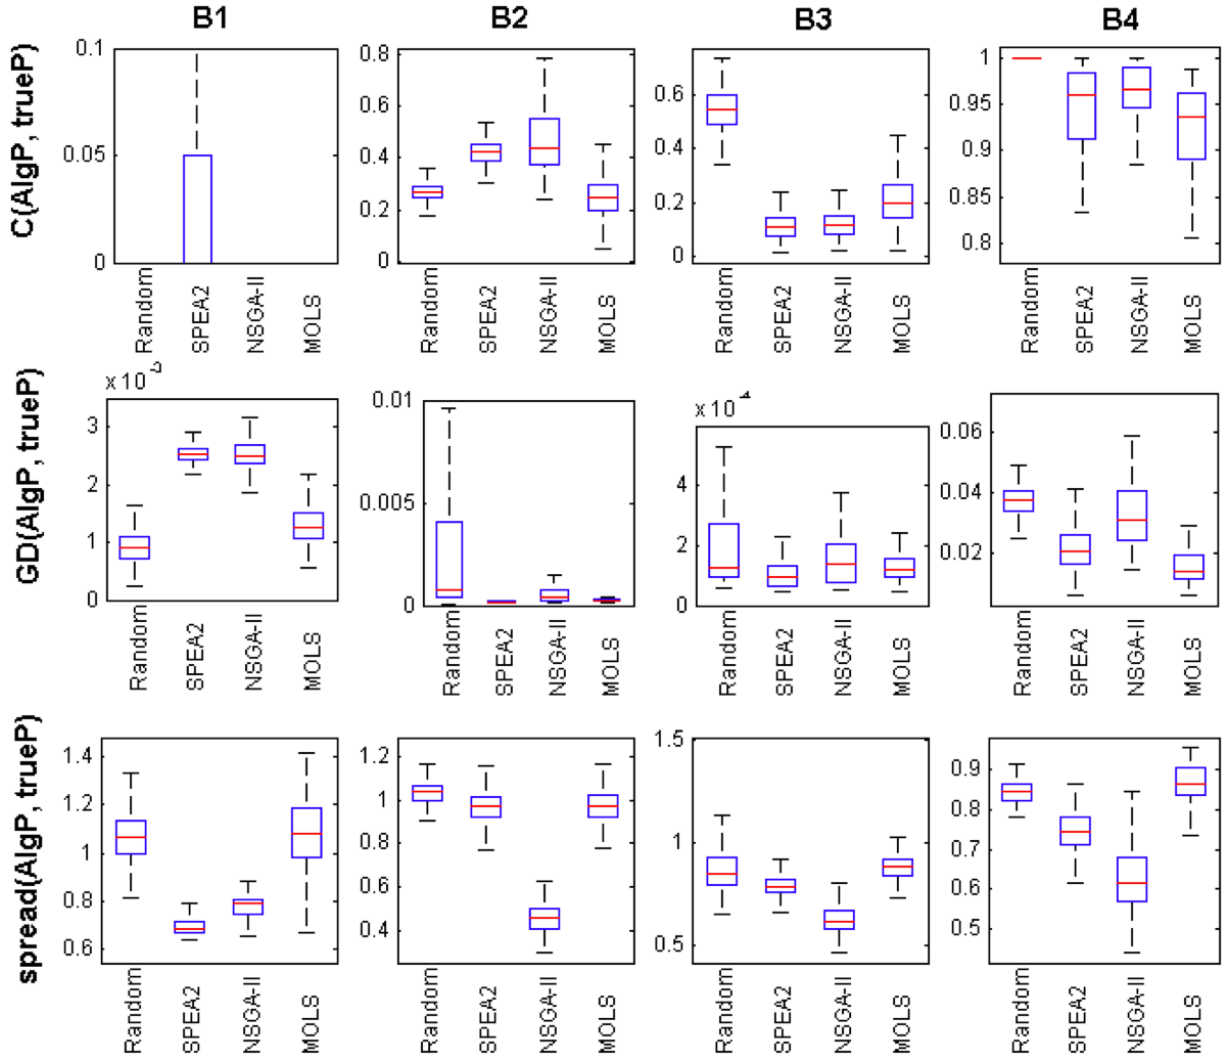 B1 B2 B3 B4
C(AlgP, trueP)
0.1
0.05
0
Random SPEA2 NSGA-II MOLS
0.8
0.6
0.4
0.2
0
Random SPEA2 NSGA-II MOLS
0.6
0.4
0.2
0
Random SPEA2 NSGA-II MOLS
1
0.95
0.9
0.85
0.8
Random SPEA2 NSGA-II MOLS
GD(AlgP, trueP)
x 10⁻³
3
2
1
0
Random SPEA2 NSGA-II MOLS
0.01
0.005
0
Random SPEA2 NSGA-II MOLS
x 10⁻⁴
4
2
0
Random SPEA2 NSGA-II MOLS
0.06
0.04
0.02
Random SPEA2 NSGA-II MOLS
spread(AlgP, trueP)
1.4
1.2
1
0.8
0.6
Random SPEA2 NSGA-II MOLS
1.2
1
0.8
0.6
0.4
Random SPEA2 NSGA-II MOLS
1.5
1
0.5
Random SPEA2 NSGA-II MOLS
0.9
0.8
0.7
0.6
0.5
Random SPEA2 NSGA-II MOLS